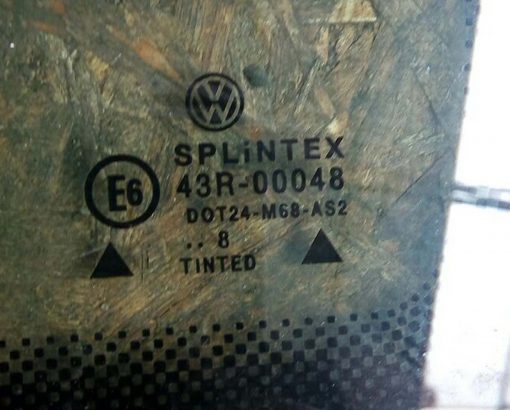 SPLiNTEX
E6 43R-00048
DOT24-M68-AS2
.. 8
TINTED